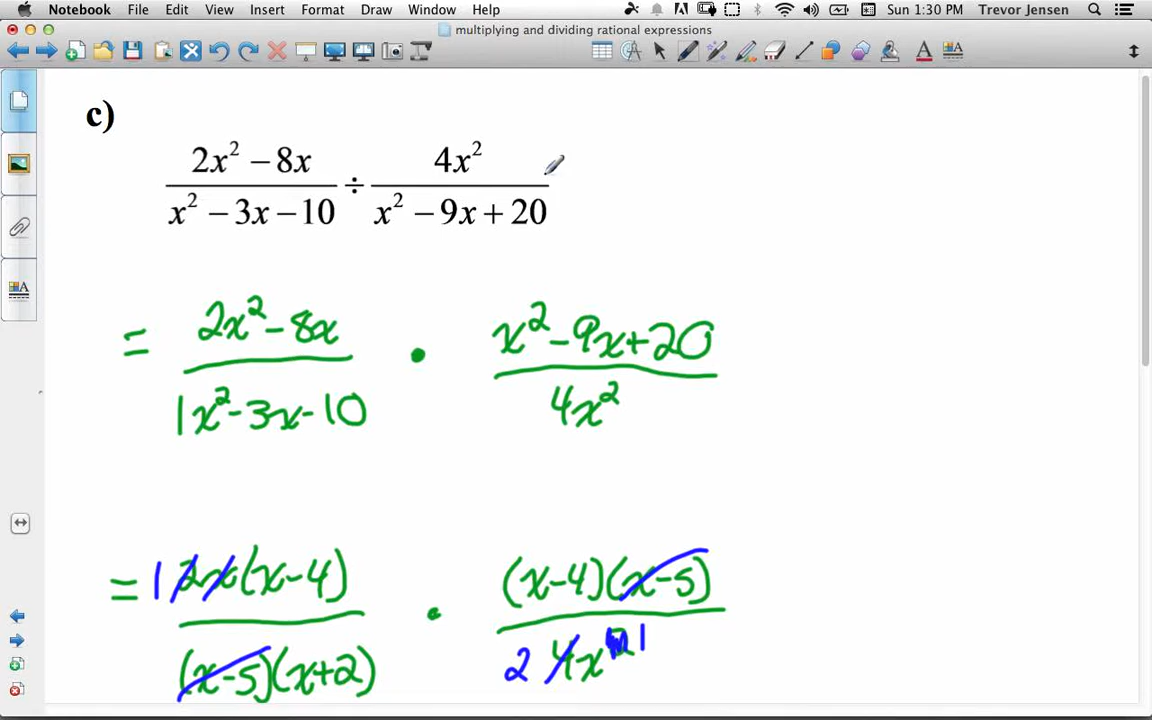 Notebook File Edit View Insert Format Draw Window Help Sun 1:30 PM Trevor Jensen
multiplying and dividing rational expressions
c)
2x² − 8x / x² − 3x − 10 ÷ 4x² / x² − 9x + 20
= 2x² - 8x / 1x² - 3x - 10 · x² - 9x + 20 / 4x²
= 1 2x(x-4) / (x-5)(x+2) · (x-4)(x-5) / 2 4x² 1